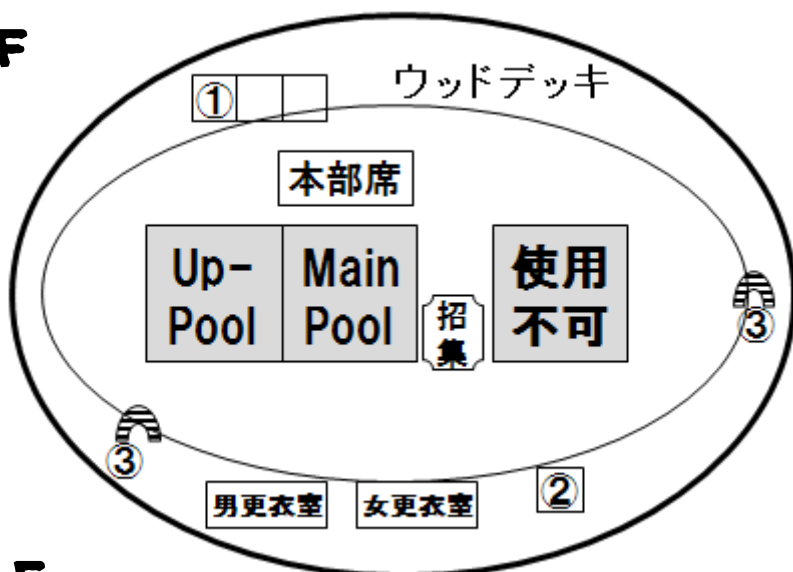 F
ウッドデッキ
①
本部席
Up-
Pool
Main
Pool
招
集
使用
不可
③
③
男更衣室
女更衣室
②